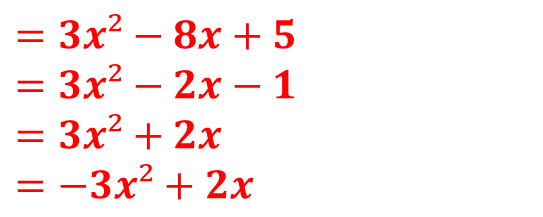 = 3x² − 8x + 5
= 3x² − 2x − 1
= 3x² + 2x
= −3x² + 2x